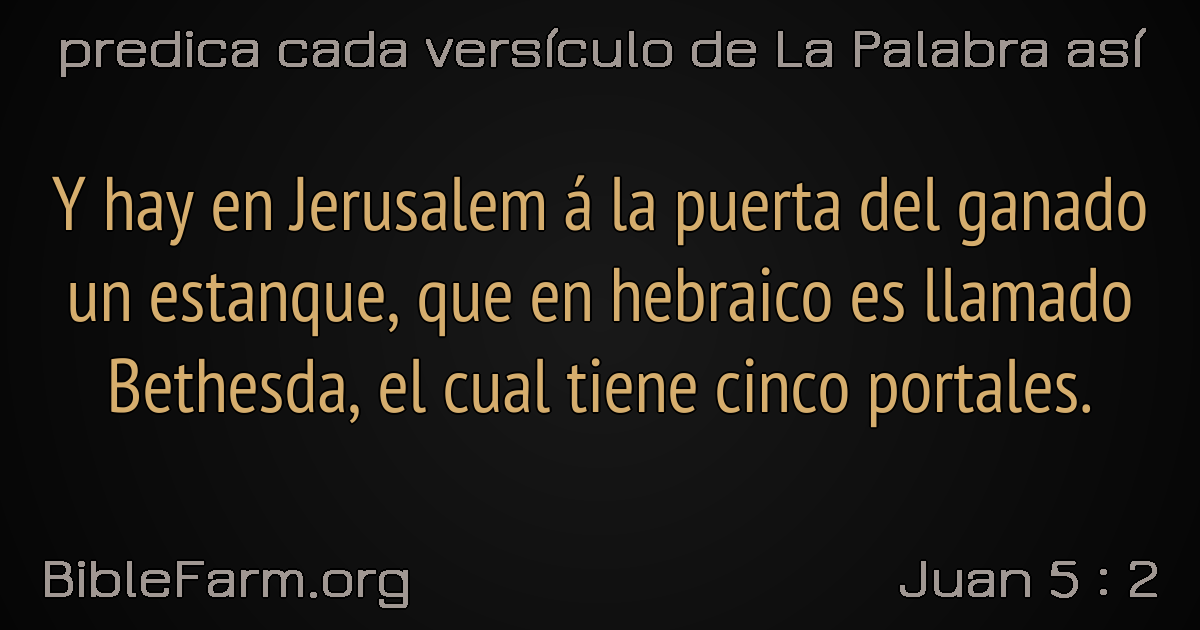 predica cada versículo de La Palabra así
Y hay en Jerusalem á la puerta del ganado
un estanque, que en hebraico es llamado
Bethesda, el cual tiene cinco portales.
BibleFarm.org
Juan 5 : 2